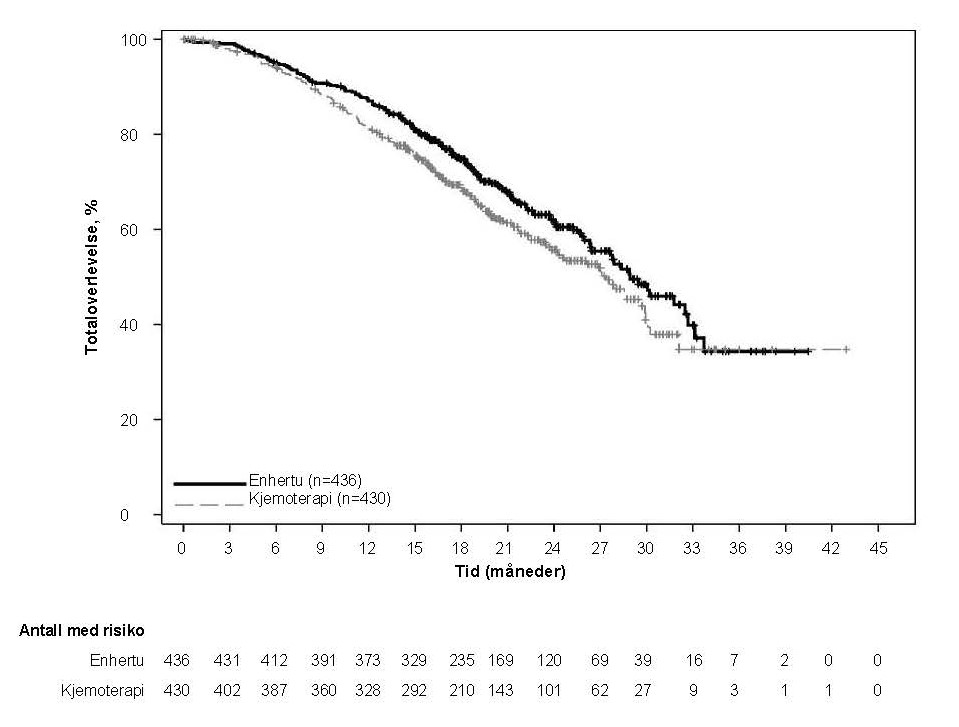 100
80
60
40
20
0
Totaloverlevelse, %
Enhertu (n=436)
Kjemoterapi (n=430)
0 3 6 9 12 15 18 21 24 27 30 33 36 39 42 45
Tid (måneder)
Antall med risiko
Enhertu 436 431 412 391 373 329 235 169 120 69 39 16 7 2 0 0
Kjemoterapi 430 402 387 360 328 292 210 143 101 62 27 9 3 1 1 0